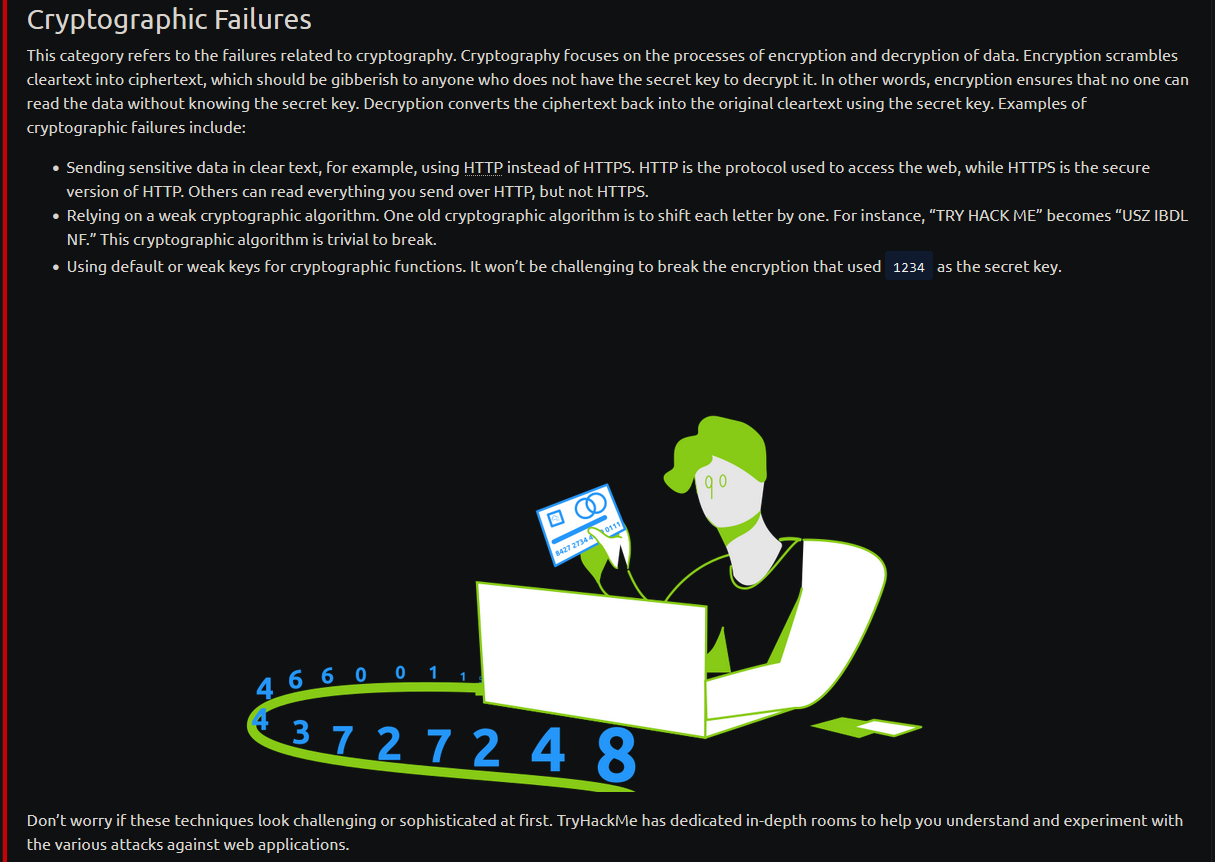 Cryptographic Failures
This category refers to the failures related to cryptography. Cryptography focuses on the processes of encryption and decryption of data. Encryption scrambles
cleartext into ciphertext, which should be gibberish to anyone who does not have the secret key to decrypt it. In other words, encryption ensures that no one can
read the data without knowing the secret key. Decryption converts the ciphertext back into the original cleartext using the secret key. Examples of
cryptographic failures include:
• Sending sensitive data in clear text, for example, using HTTP instead of HTTPS. HTTP is the protocol used to access the web, while HTTPS is the secure
version of HTTP. Others can read everything you send over HTTP, but not HTTPS.
• Relying on a weak cryptographic algorithm. One old cryptographic algorithm is to shift each letter by one. For instance, “TRY HACK ME” becomes “USZ IBDL
NF.” This cryptographic algorithm is trivial to break.
• Using default or weak keys for cryptographic functions. It won’t be challenging to break the encryption that used 1234 as the secret key.
8427 2734 0111
4 6 6 0 0 1 1
4 3 7 2 7 2 4 8
Don’t worry if these techniques look challenging or sophisticated at first. TryHackMe has dedicated in-depth rooms to help you understand and experiment with
the various attacks against web applications.